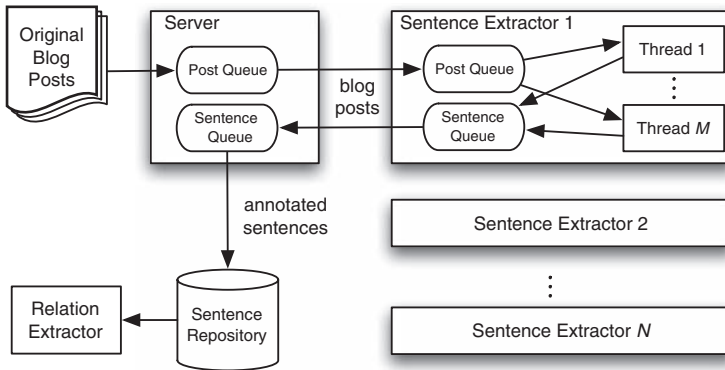 Original
Blog
Posts
Server
Post Queue
Sentence
Queue
blog
posts
Sentence Extractor 1
Post Queue
Sentence
Queue
Thread 1
Thread M
annotated
sentences
Sentence Extractor 2
Relation
Extractor
Sentence
Repository
Sentence Extractor N